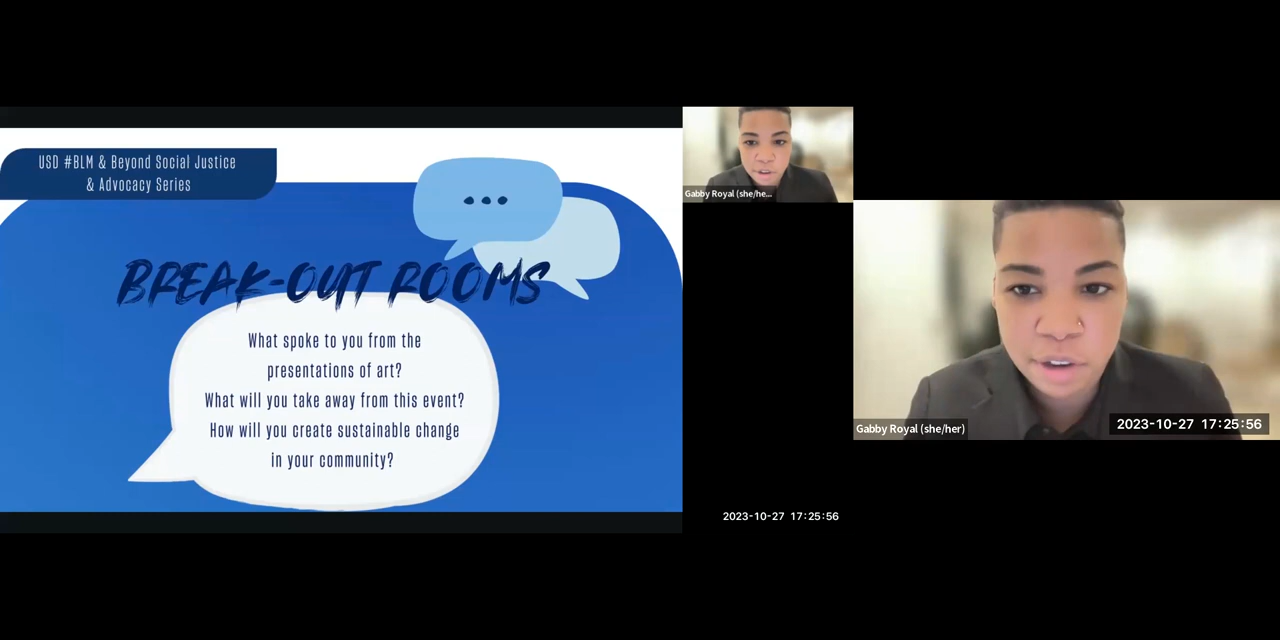 USD #BLM & Beyond Social Justice
& Advocacy Series
BREAK-OUT ROOMS
What spoke to you from the
presentations of art?
What will you take away from this event?
How will you create sustainable change
in your community?
Gabby Royal (she/he...
Gabby Royal (she/her)
2023-10-27 17:25:56
2023-10-27 17:25:56